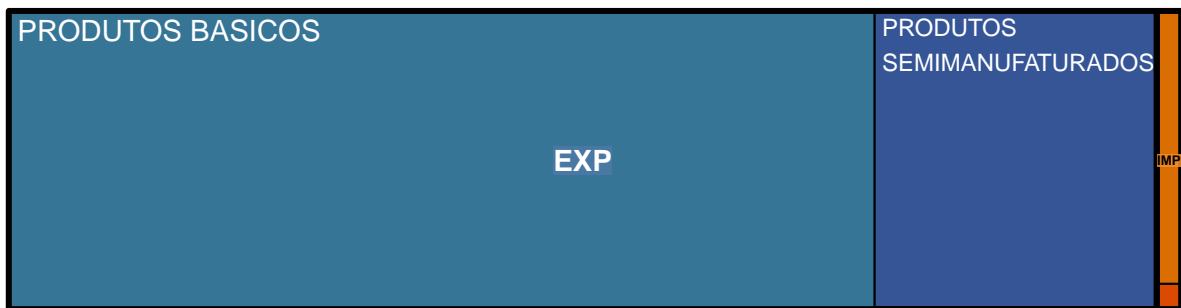 PRODUTOS BASICOS
PRODUTOS
SEMIMANUFATURADOS
EXP
IMP